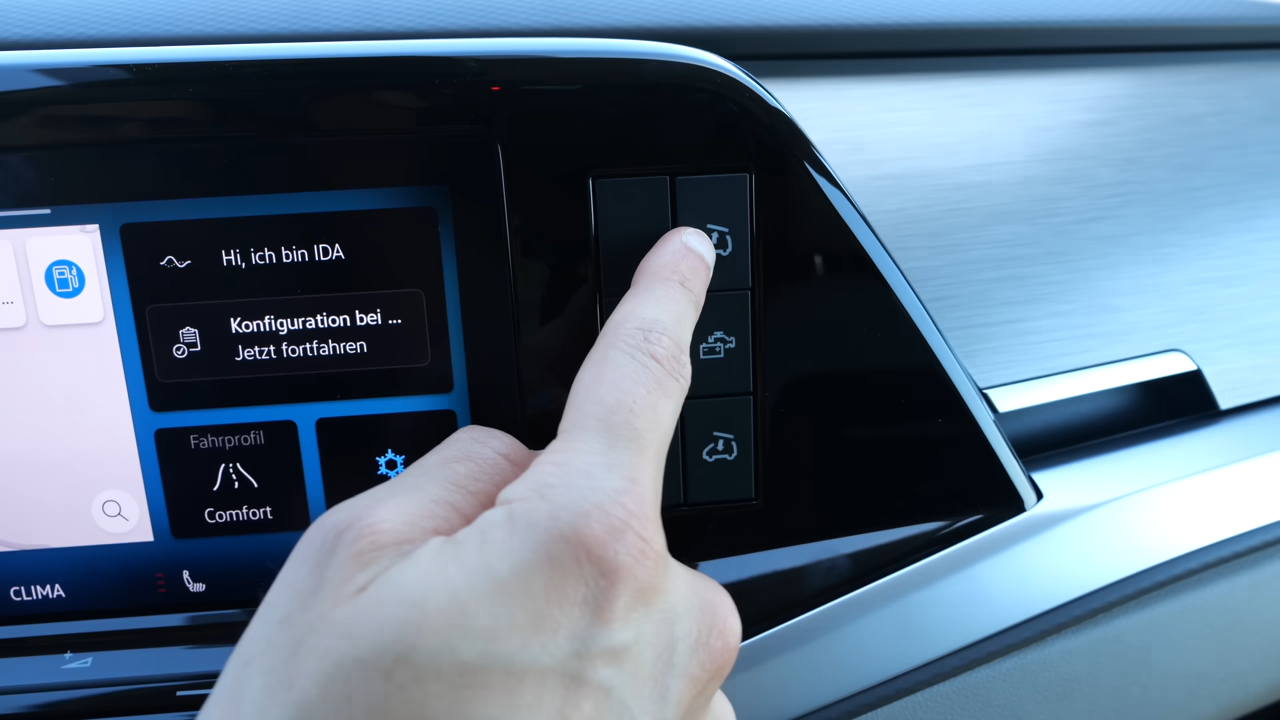 Hi, ich bin IDA
Konfiguration bei ...
Jetzt fortfahren
...
Fahrprofil
Comfort
CLIMA